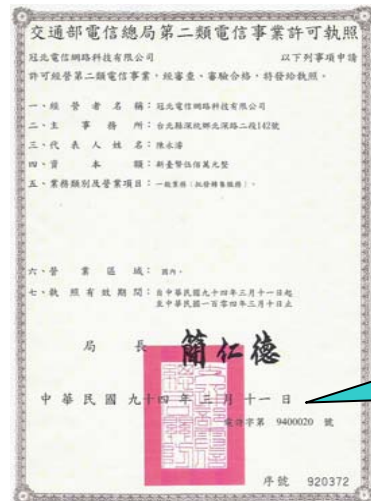 交通部電信總局第二類電信事業許可執照
冠北電信網路科技有限公司 以下列事項申請
許可經營第二類電信事業,經審查、審驗合格,特發給執照。
一、經營者名稱:冠北電信網路科技有限公司
二、主事務所:台北縣深坑鄉北深路二段142號
三、代表人姓名:陳永
四、資本額:新臺幣伍佰萬元整
五、業務類別及營業項目:一般業務(批發轉售服務)。
六、營業區域:國內。
七、執照有效期間:自中華民國九十四年三月十一日起
至中華民國一百零四年三月十日止
局長 簡仁德
中華民國九十四年三月十一日
字第 9400020 號
序號 920372